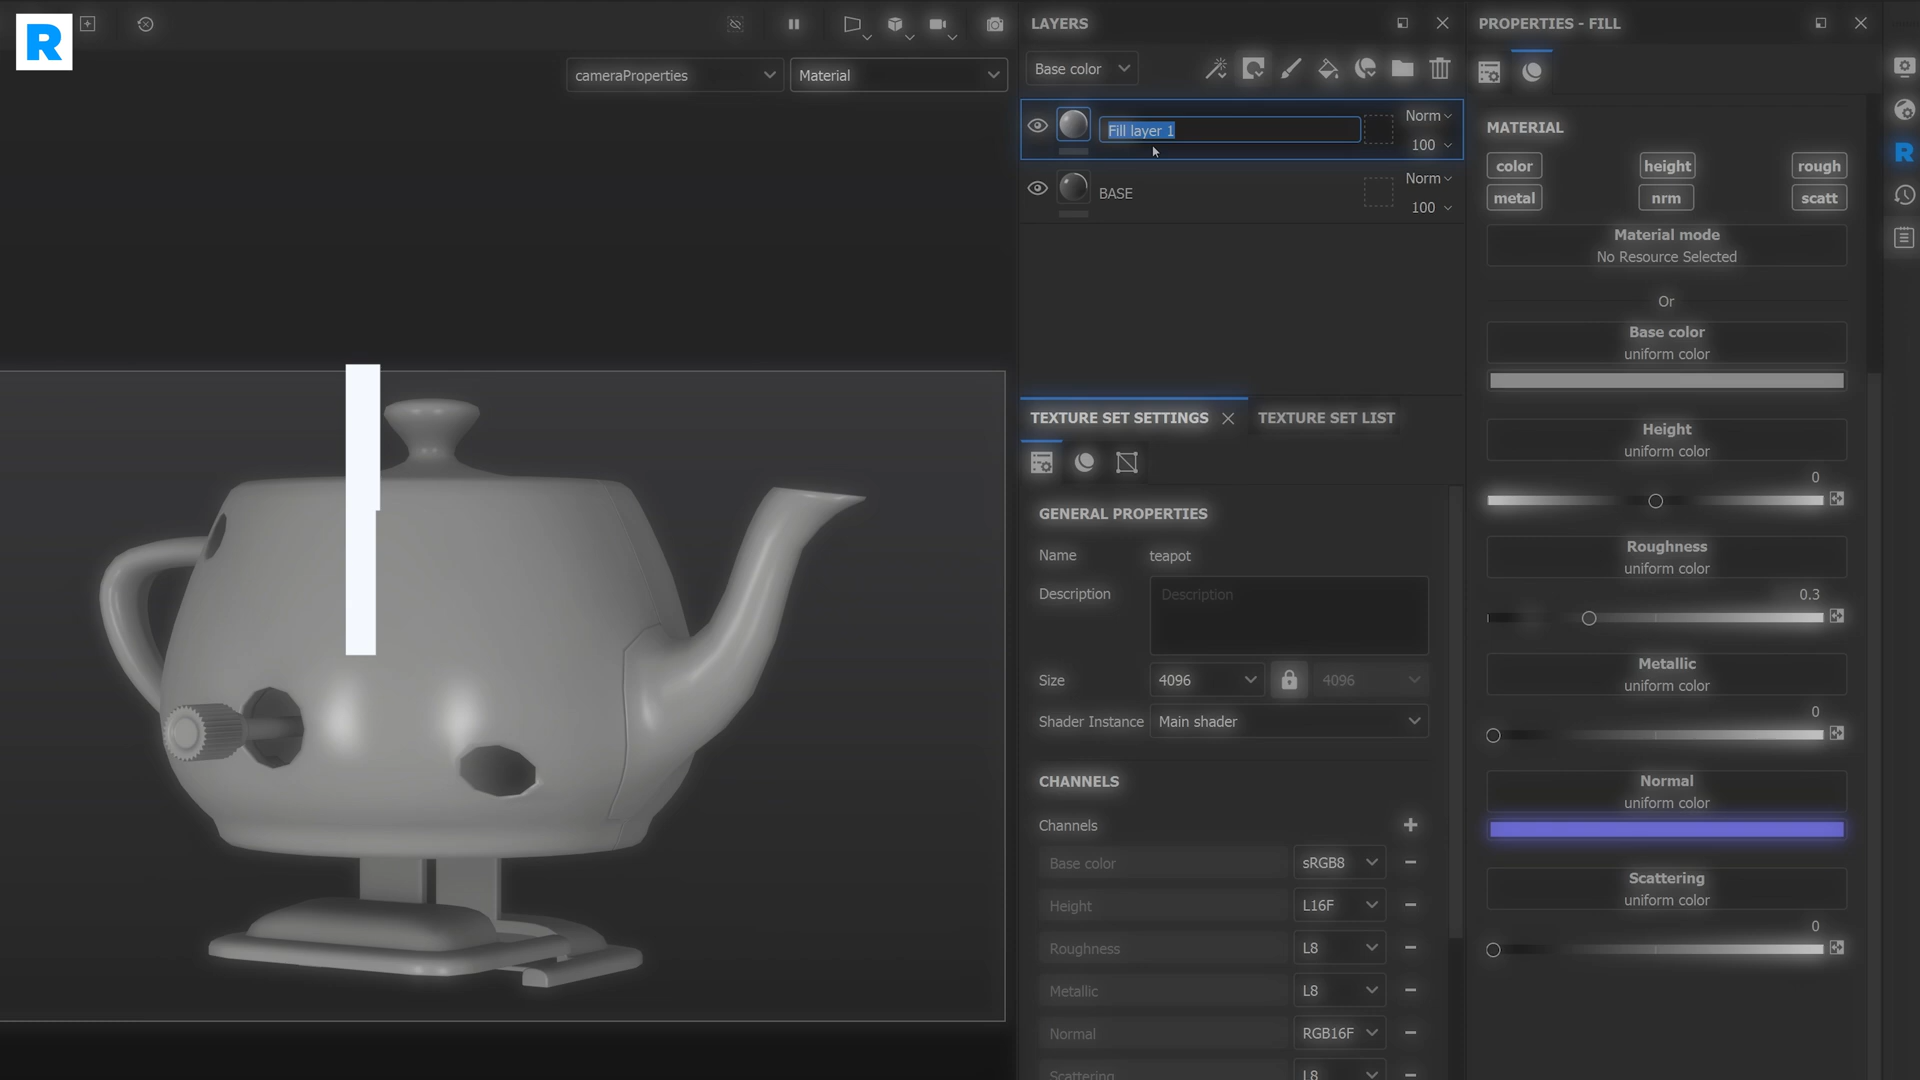 R
cameraProperties
Material
LAYERS
Base color
Fill layer 1
Norm
100
BASE
Norm
100
TEXTURE SET SETTINGS
TEXTURE SET LIST
GENERAL PROPERTIES
Name
teapot
Description
Description
Size
4096
4096
Shader Instance
Main shader
CHANNELS
Channels
Base color
sRGB8
Height
L16F
Roughness
L8
Metallic
L8
Normal
RGB16F
Scattering
L8
PROPERTIES - FILL
MATERIAL
color
height
rough
metal
nrm
scatt
Material mode
No Resource Selected
Or
Base color
uniform color
Height
uniform color
0
Roughness
uniform color
0.3
Metallic
uniform color
0
Normal
uniform color
Scattering
uniform color
0
R